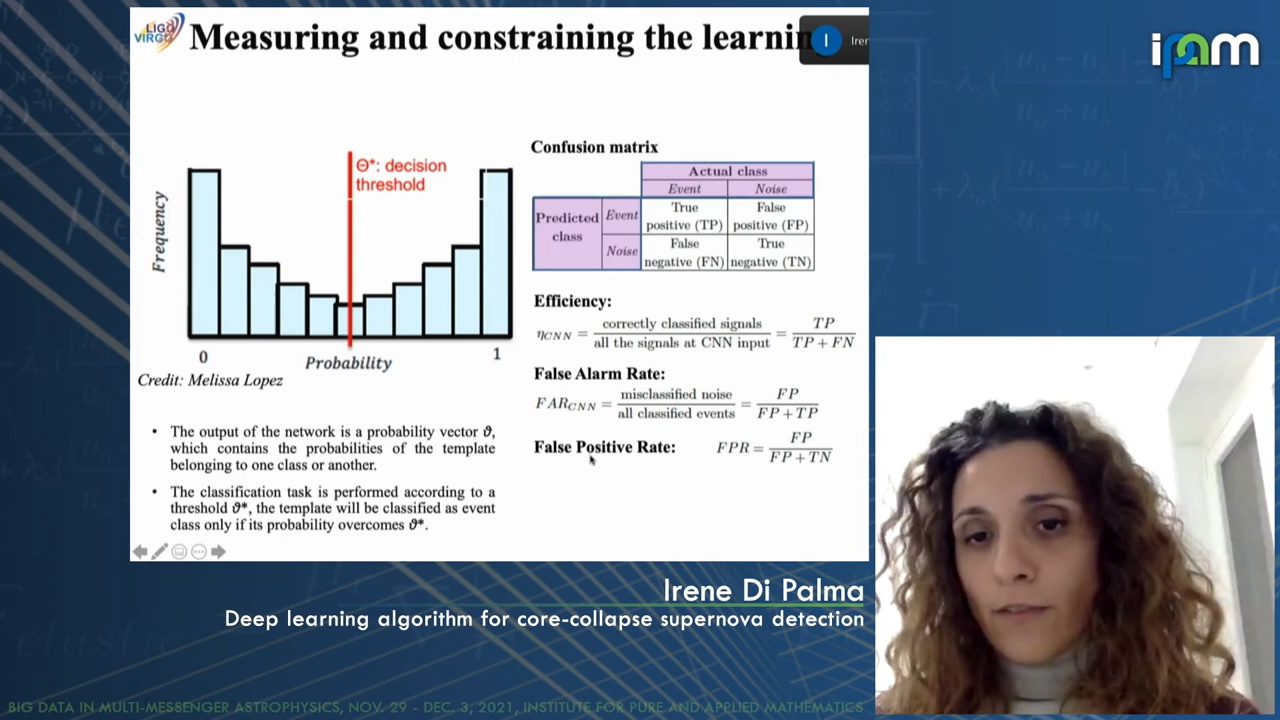 LIGO
VIRGO
Measuring and constraining the learnin
I
Iren
ipam
Frequency
Θ*: decision
threshold
0
Probability
1
Credit: Melissa Lopez
• The output of the network is a probability vector ϑ,
which contains the probabilities of the template
belonging to one class or another.
• The classification task is performed according to a
threshold ϑ*, the template will be classified as event
class only if its probability overcomes ϑ*.
Confusion matrix
Actual class
Event Noise
Predicted class Event True positive (TP) False positive (FP)
Noise False negative (FN) True negative (TN)
Efficiency:
η_CNN = correctly classified signals / all the signals at CNN input = TP / TP + FN
False Alarm Rate:
FAR_CNN = misclassified noise / all classified events = FP / FP + TP
False Positive Rate: FPR = FP / FP + TN
Irene Di Palma
Deep learning algorithm for core-collapse supernova detection
BIG DATA IN MULTI-MESSENGER ASTROPHYSICS, NOV. 29 - DEC. 3, 2021, INSTITUTE FOR PURE AND APPLIED MATHEMATICS